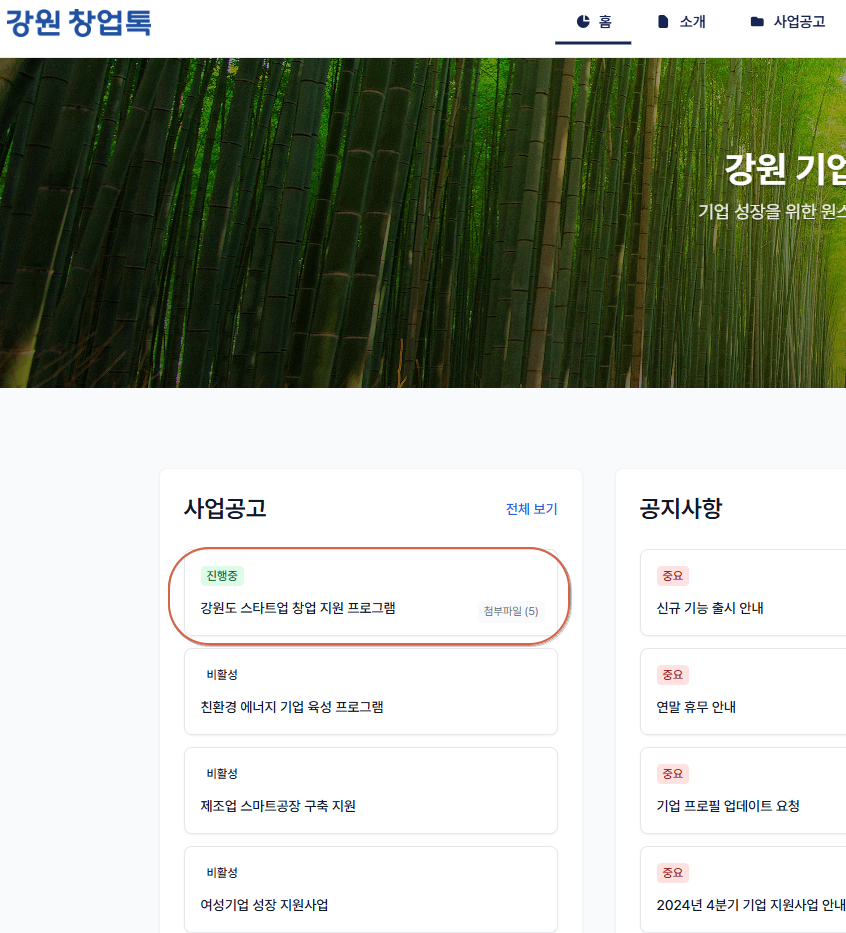 강원 창업톡
홈
소개
사업공고
강원 기업
기업 성장을 위한 원스
사업공고
전체 보기
진행중
강원도 스타트업 창업 지원 프로그램
첨부파일 (5)
비활성
친환경 에너지 기업 육성 프로그램
비활성
제조업 스마트공장 구축 지원
비활성
여성기업 성장 지원사업
공지사항
중요
신규 기능 출시 안내
중요
연말 휴무 안내
중요
기업 프로필 업데이트 요청
중요
2024년 4분기 기업 지원사업 안내